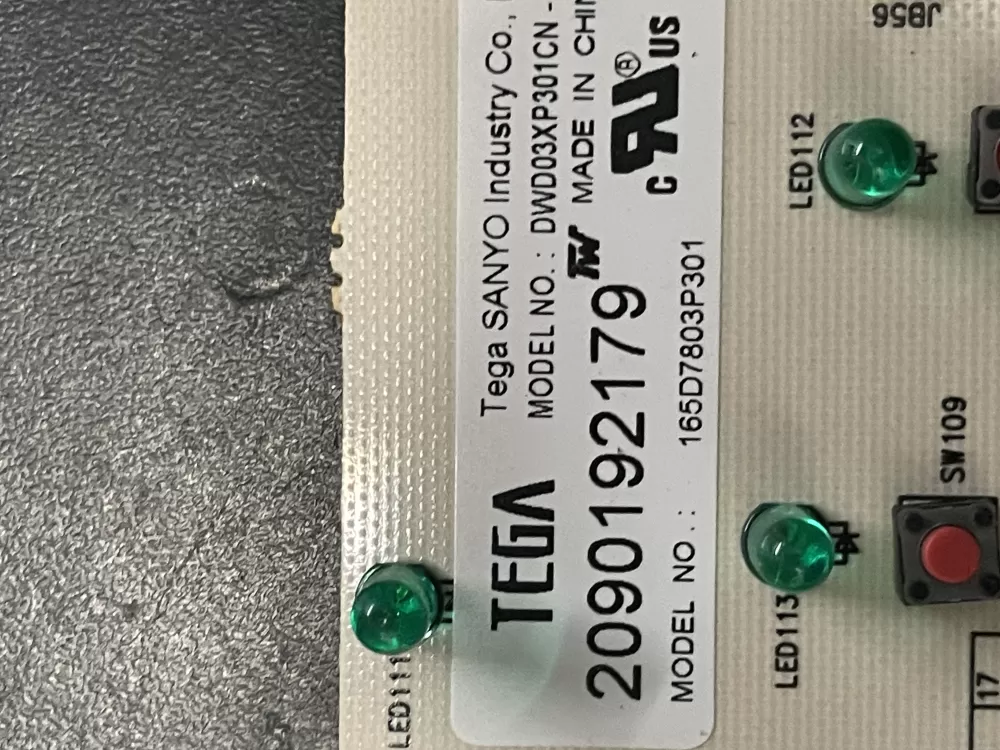 TEGA Tega SANYO Industry Co.,
MODEL NO.: DWD03XP301CN -
2090192179 TW MADE IN CHIN
MODEL NO.: 165D7803P301
c RU ® US
JB56
LED112
SW109
LED113
LED111
17